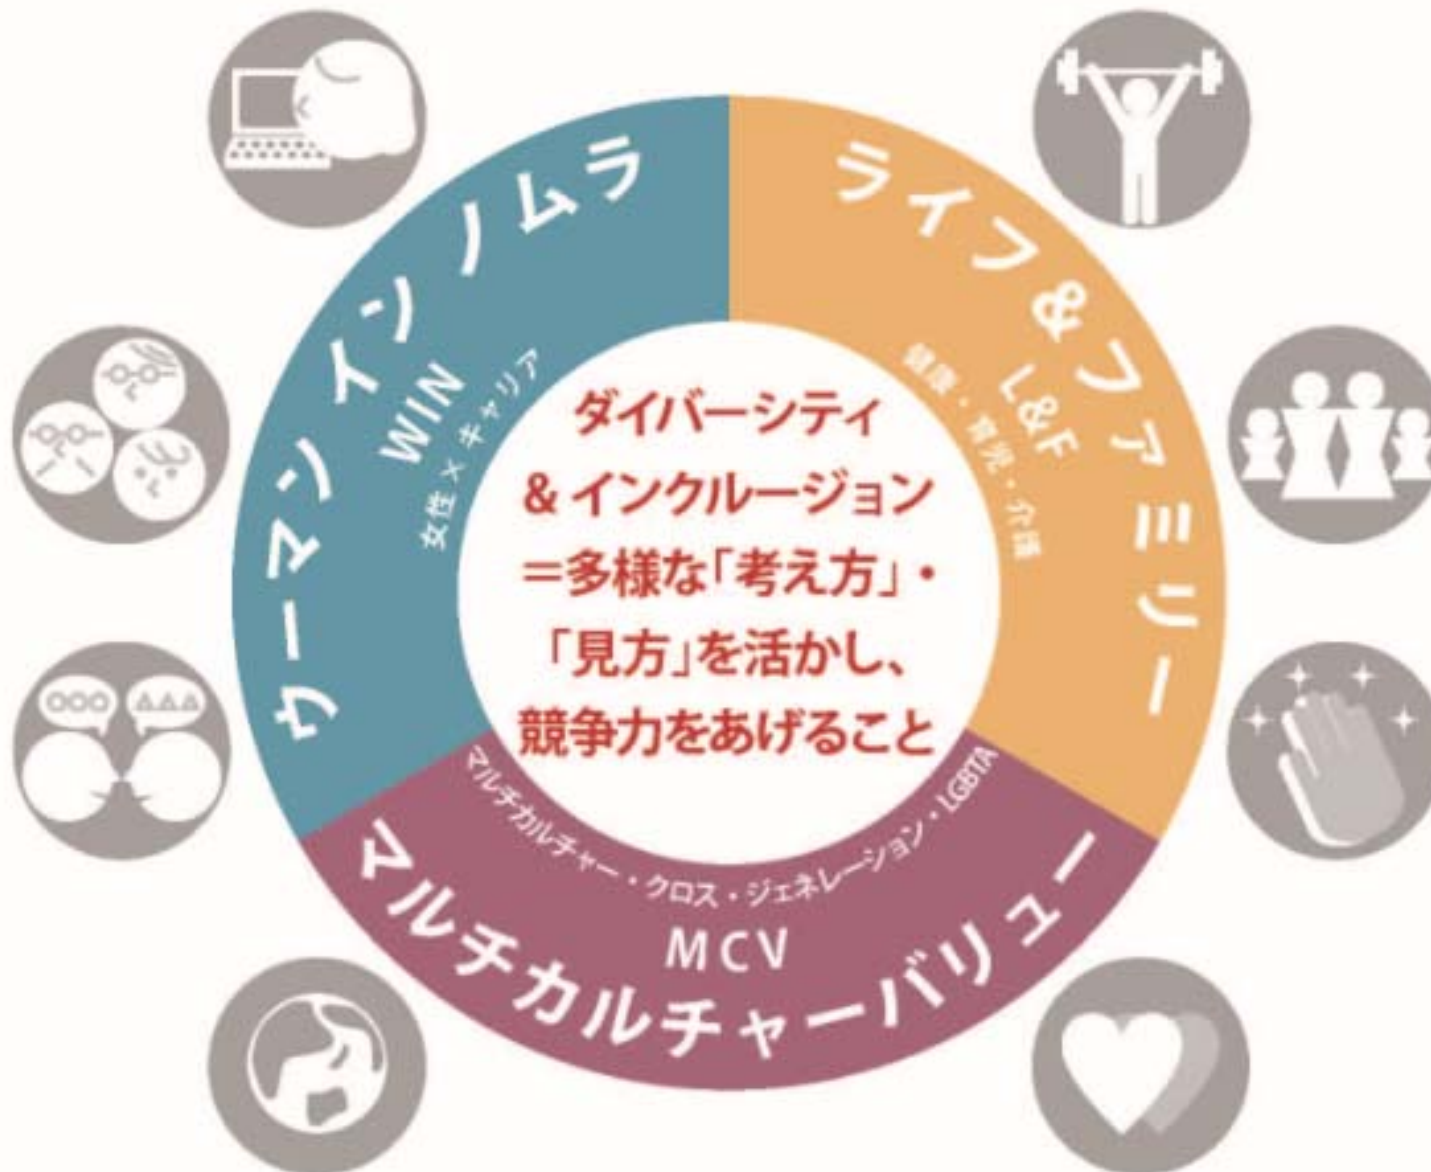 ウーマン イン ノムラ
WIN
女性 × キャリア
ライフ&ファミリー
L&F
健康・育児・介護
ダイバーシティ
& インクルージョン
＝多様な「考え方」・
「見方」を活かし、
競争力をあげること
マルチカルチャー・クロス・ジェネレーション・LGBTA
MCV
マルチカルチャーバリュー
○○○
△△△